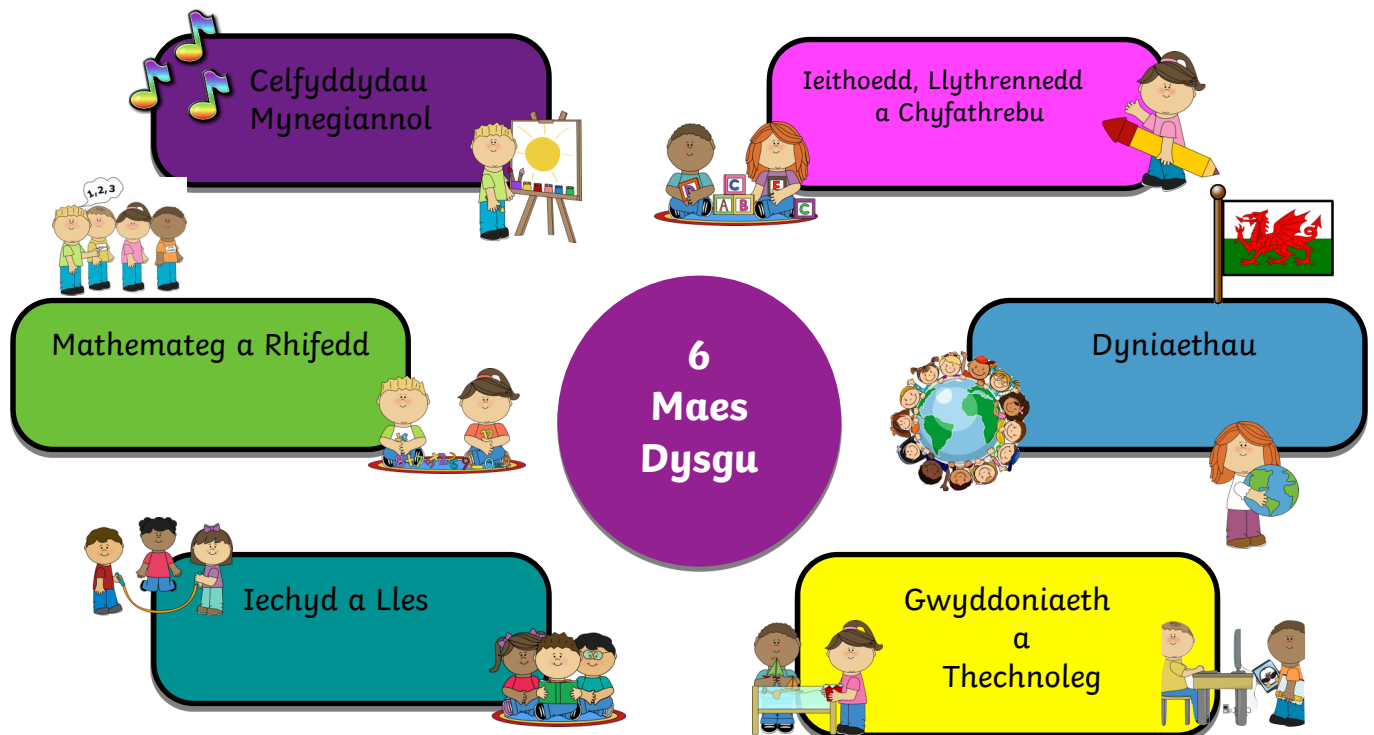 Celfyddydau
Mynegiannol
Ieithoedd, Llythrennedd
a Chyfathrebu
C E
A B C
1,2,3
Mathemateg a Rhifedd
6
Maes
Dysgu
Dyniaethau
Iechyd a Lles
Gwyddoniaeth
a
Thechnoleg